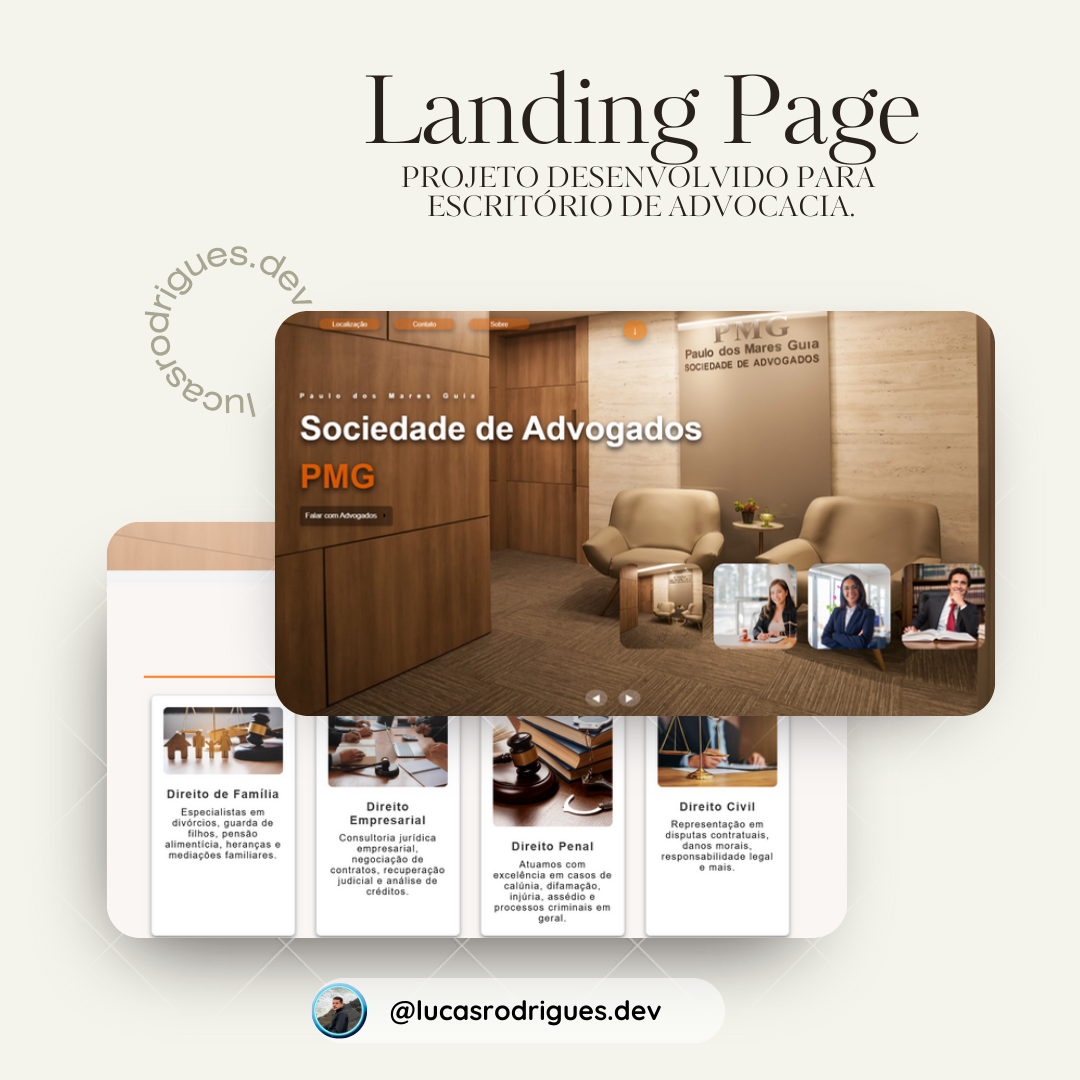 Landing Page
PROJETO DESENVOLVIDO PARA
ESCRITÓRIO DE ADVOCACIA.
lucasrodrigues.dev
Localização
Contato
Sobre
↓
PMG
Paulo dos Mares Guia
SOCIEDADE DE ADVOGADOS
Paulo dos Mares Guia
Sociedade de Advogados
PMG
Falar com Advogados
Direito de Família
Especialistas em
divórcios, guarda de
filhos, pensão
alimentícia, heranças e
mediações familiares.
Direito
Empresarial
Consultoria jurídica
empresarial,
negociação de
contratos, recuperação
judicial e análise de
créditos.
Direito Penal
Atuamos com
excelência em casos de
calúnia, difamação,
injúria, assédio e
processos criminais em
geral.
Direito Civil
Representação em
disputas contratuais,
danos morais,
responsabilidade legal
e mais.
@lucasrodrigues.dev